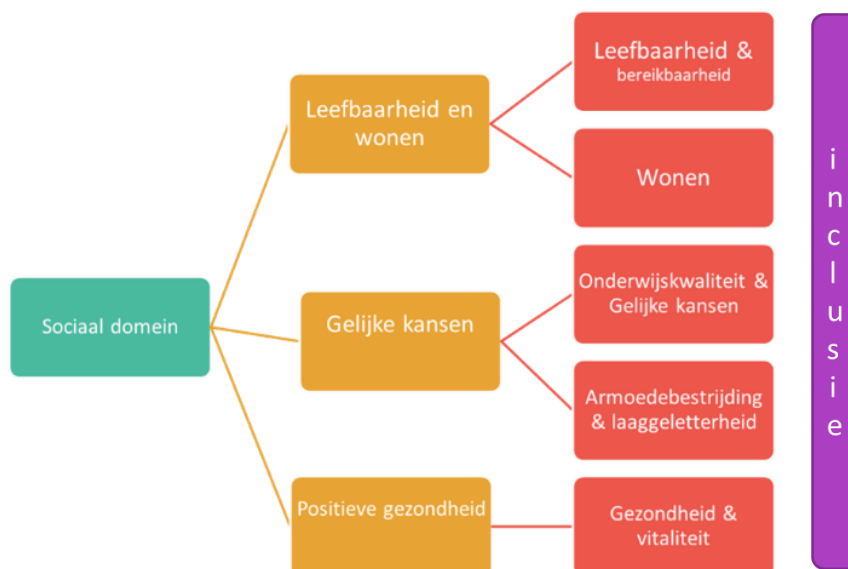 Sociaal domein
Leefbaarheid en
wonen
Gelijke kansen
Positieve gezondheid
Leefbaarheid &
bereikbaarheid
Wonen
Onderwijskwaliteit &
Gelijke kansen
Armoedebestrijding
& laaggeletterheid
Gezondheid &
vitaliteit
inclusie